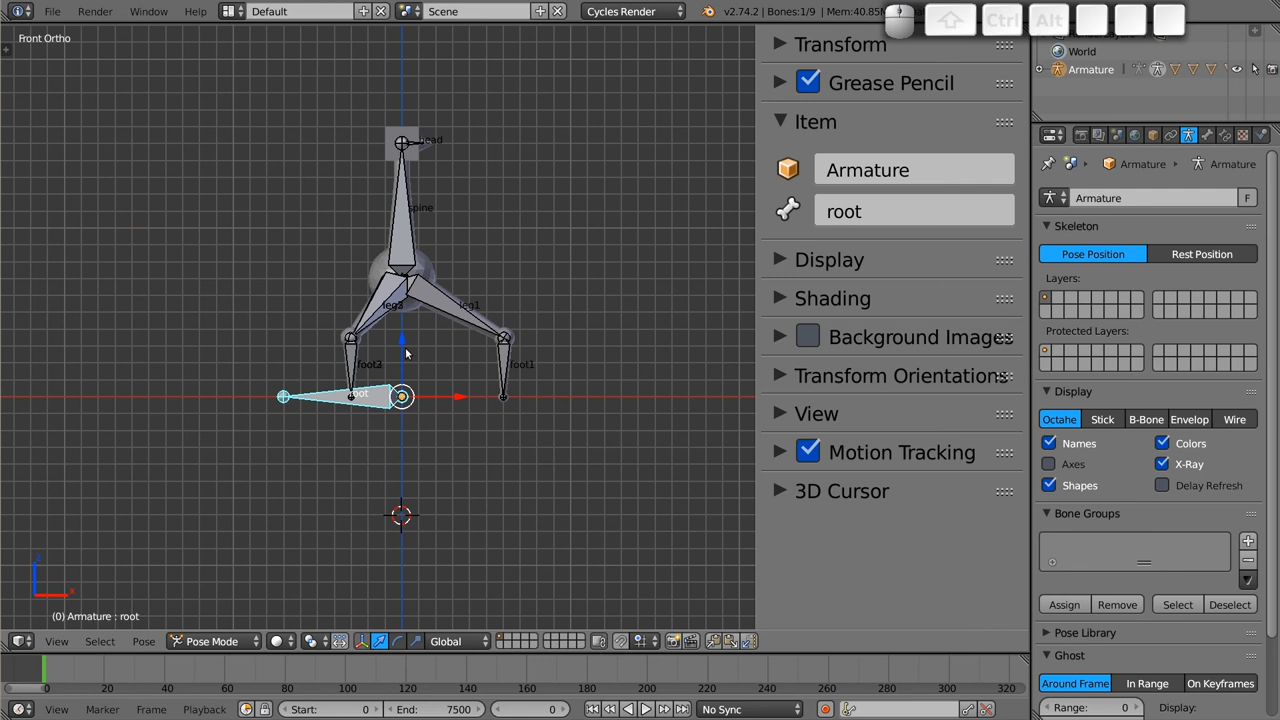 File Render Window Help Default Scene Cycles Render v2.74.2 | Bones:1/9 | Mem:40.85
Ctrl Alt
Front Ortho
World
Armature
Transform
Grease Pencil
Item
Armature
root
Display
Shading
Background Images
Transform Orientations
View
Motion Tracking
3D Cursor
head
spine
leg1
foot1
root
z
x
(0) Armature : root
Armature Armature
Armature F
Skeleton
Pose Position Rest Position
Layers:
Protected Layers:
Display
Octahe Stick B-Bone Envelop Wire
Names Colors
Axes X-Ray
Shapes Delay Refresh
Bone Groups
Assign Remove Select Deselect
Pose Library
Ghost
Around Frame In Range On Keyframes
Range: 0 Display:
View Select Pose Pose Mode Global
0 20 40 60 80 100 120 140 160 180 200 220 240 260 280 300 320
View Marker Frame Playback Start: 0 End: 7500 0 No Sync